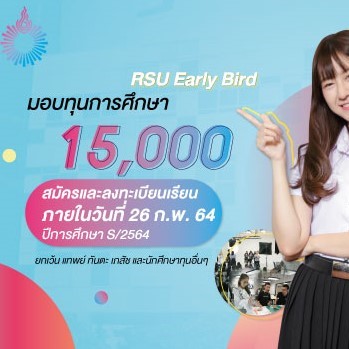 RSU Early Bird
มอบทุนการศึกษา
15,000
สมัครและลงทะเบียนเรียน
ภายในวันที่ 26 ก.พ. 64
ปีการศึกษา S/2564
ยกเว้น แพทย์ ทันตะ เภสัช และนักศึกษาทุนอื่นๆ